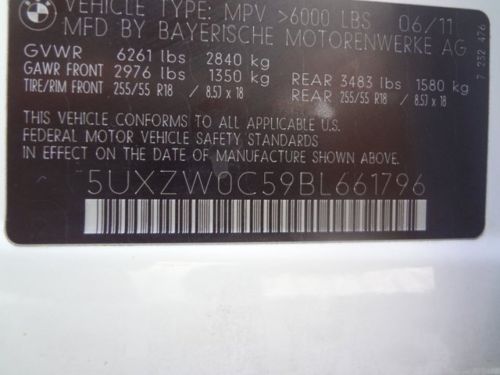 BMW
VEHICLE TYPE: MPV >6000 LBS 06/11
MFD BY BAYERISCHE MOTORENWERKE AG
GVWR 6261 lbs 2840 kg
GAWR FRONT 2976 lbs 1350 kg REAR 3483 lbs 1580 kg
TIRE/RIM FRONT 255/55 R18 / 8.5J x 18 REAR 255/55 R18 / 8.5J x 18
THIS VEHICLE CONFORMS TO ALL APPLICABLE U.S.
FEDERAL MOTOR VEHICLE SAFETY STANDARDS
IN EFFECT ON THE DATE OF MANUFACTURE SHOWN ABOVE.
5UXZW0C59BL661796
7 232 476